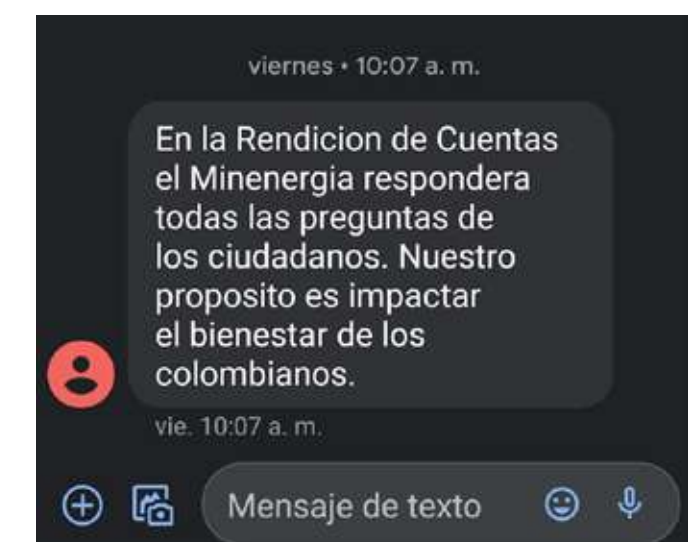 viernes • 10:07 a. m.
En la Rendicion de Cuentas
el Minenergia respondera
todas las preguntas de
los ciudadanos. Nuestro
proposito es impactar
el bienestar de los
colombianos.
vie. 10:07 a. m.
Mensaje de texto